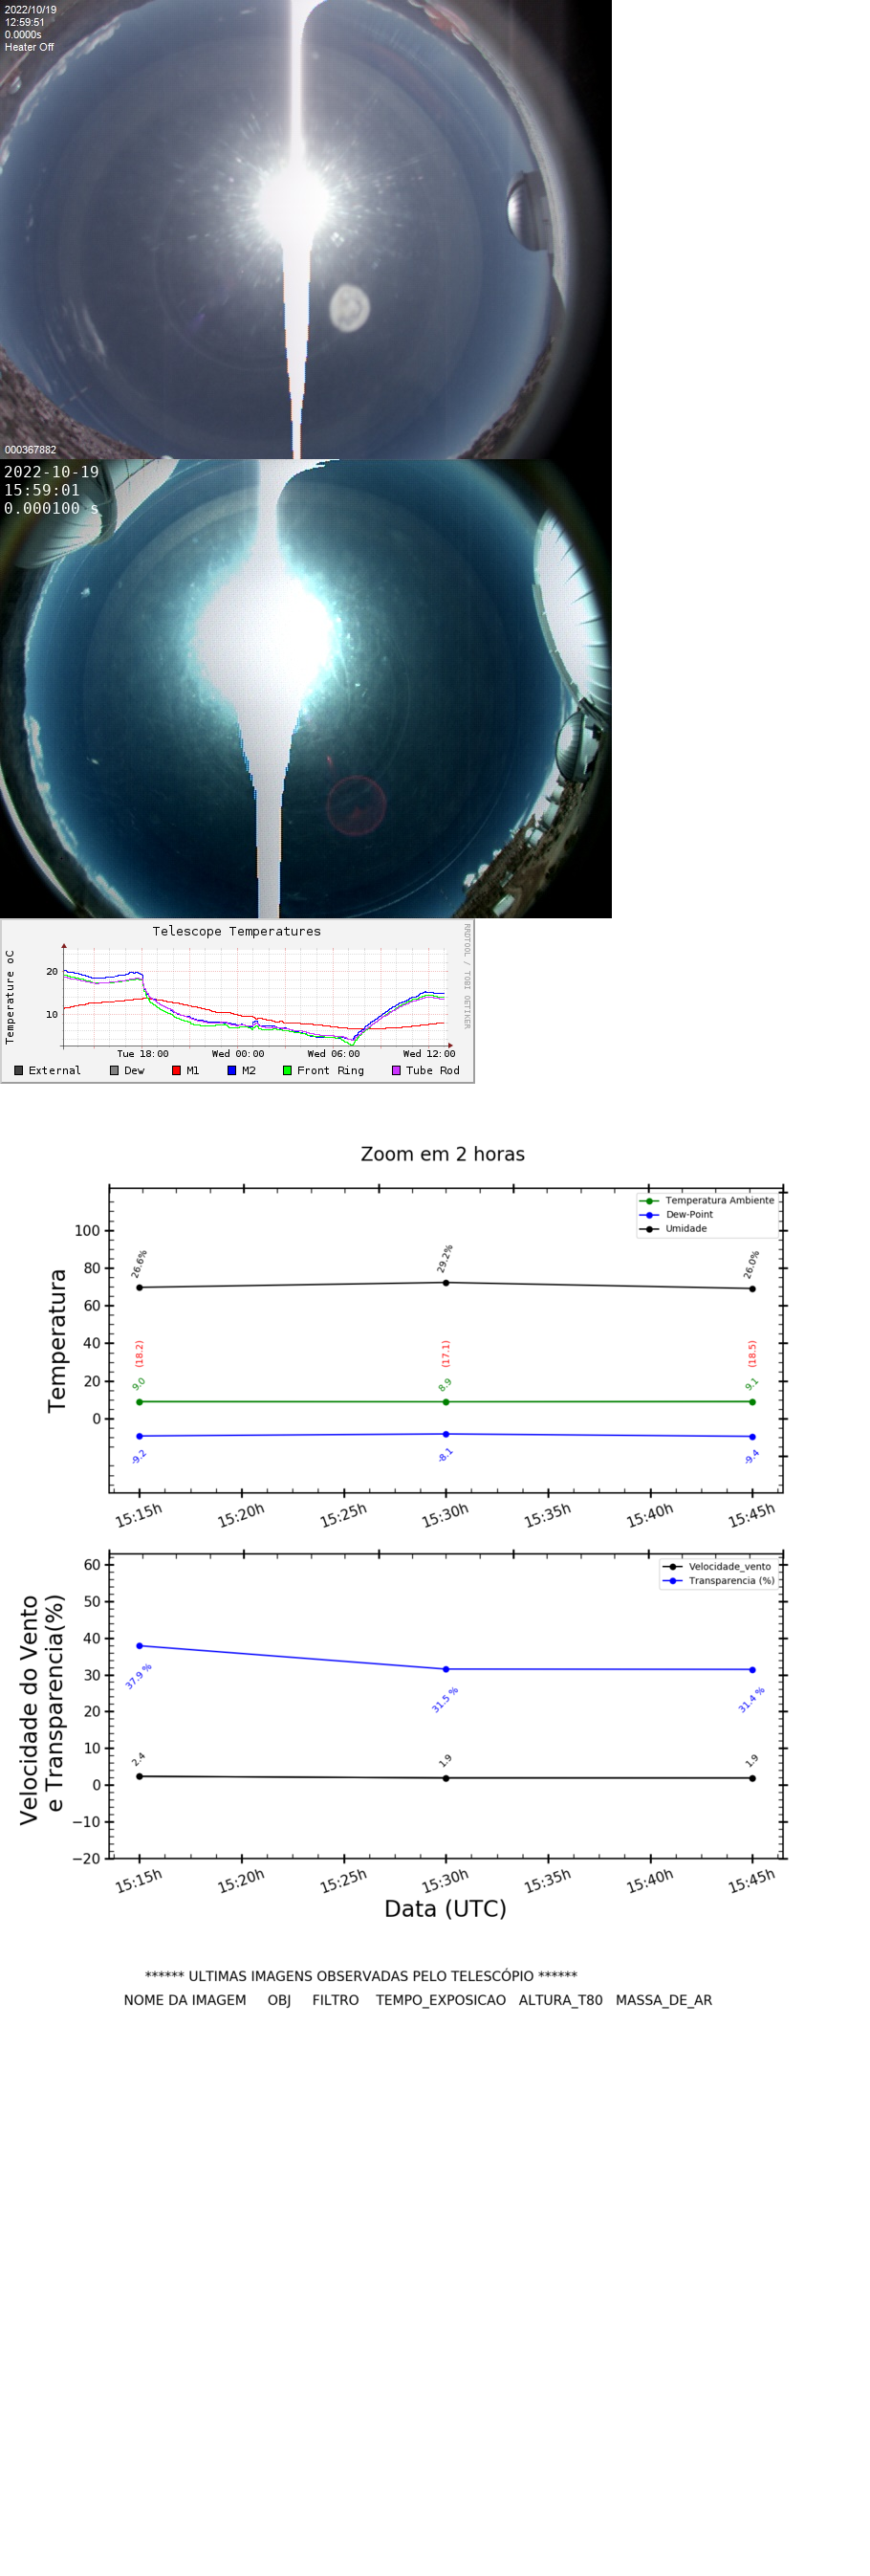 2022/10/19
12:59:51
0.0000s
Heater Off
000367882
2022-10-19
15:59:01
0.000100 s
Telescope Temperatures
RRDTOOL / TOBI OETIKER
Temperature oC
20
10
Tue 18:00 Wed 00:00 Wed 06:00 Wed 12:00
External Dew M1 M2 Front Ring Tube Rod
Zoom em 2 horas
Temperatura
Temperatura Ambiente
Dew-Point
Umidade
100
80
60
40
20
0
26.6% 29.2% 26.0%
(18.2) (17.1) (18.5)
9.0 8.9 9.1
-9.2 -8.1 -9.4
15:15h 15:20h 15:25h 15:30h 15:35h 15:40h 15:45h
Velocidade do Vento
e Transparencia(%)
Velocidade_vento
Transparencia (%)
60
50
40
30
20
10
0
−10
−20
37.9 % 31.5 % 31.4 %
2.4 1.9 1.9
15:15h 15:20h 15:25h 15:30h 15:35h 15:40h 15:45h
Data (UTC)
****** ULTIMAS IMAGENS OBSERVADAS PELO TELESCÓPIO ******
NOME DA IMAGEM OBJ FILTRO TEMPO_EXPOSICAO ALTURA_T80 MASSA_DE_AR